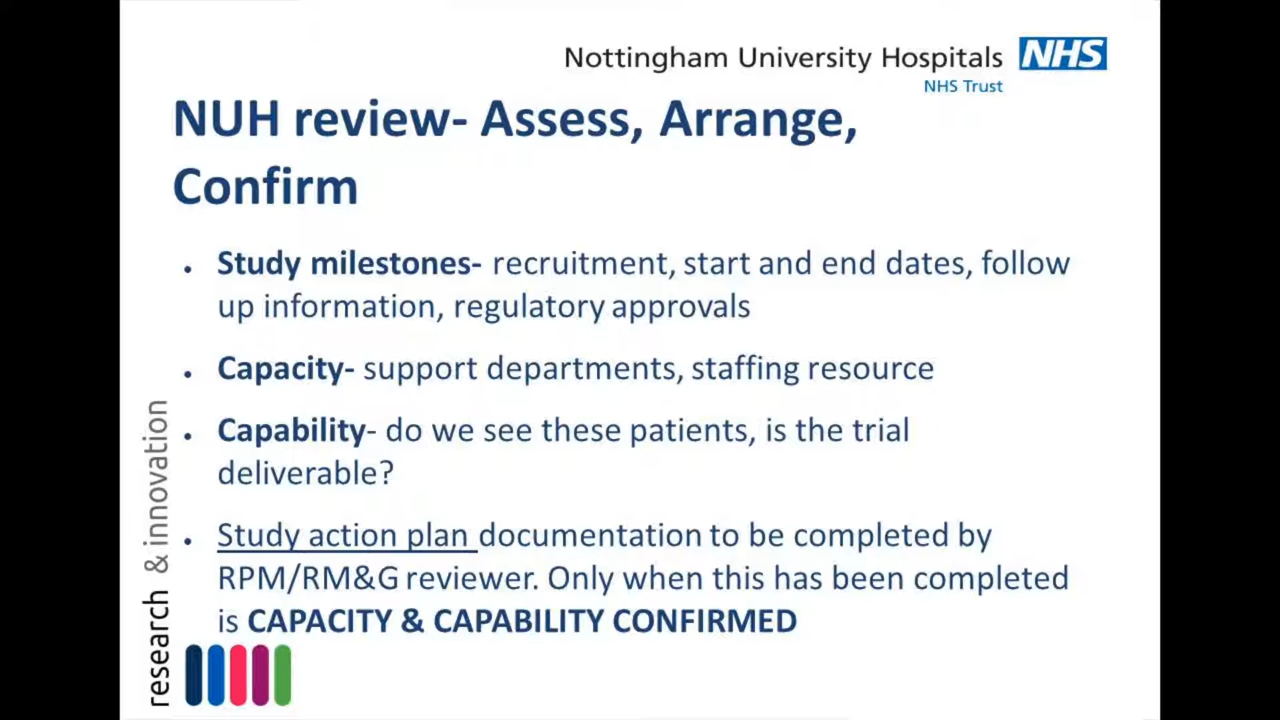 Nottingham University Hospitals NHS
NHS Trust
NUH review- Assess, Arrange,
Confirm
• Study milestones- recruitment, start and end dates, follow
up information, regulatory approvals
• Capacity- support departments, staffing resource
• Capability- do we see these patients, is the trial
deliverable?
• Study action plan documentation to be completed by
RPM/RM&G reviewer. Only when this has been completed
is CAPACITY & CAPABILITY CONFIRMED
research & innovation